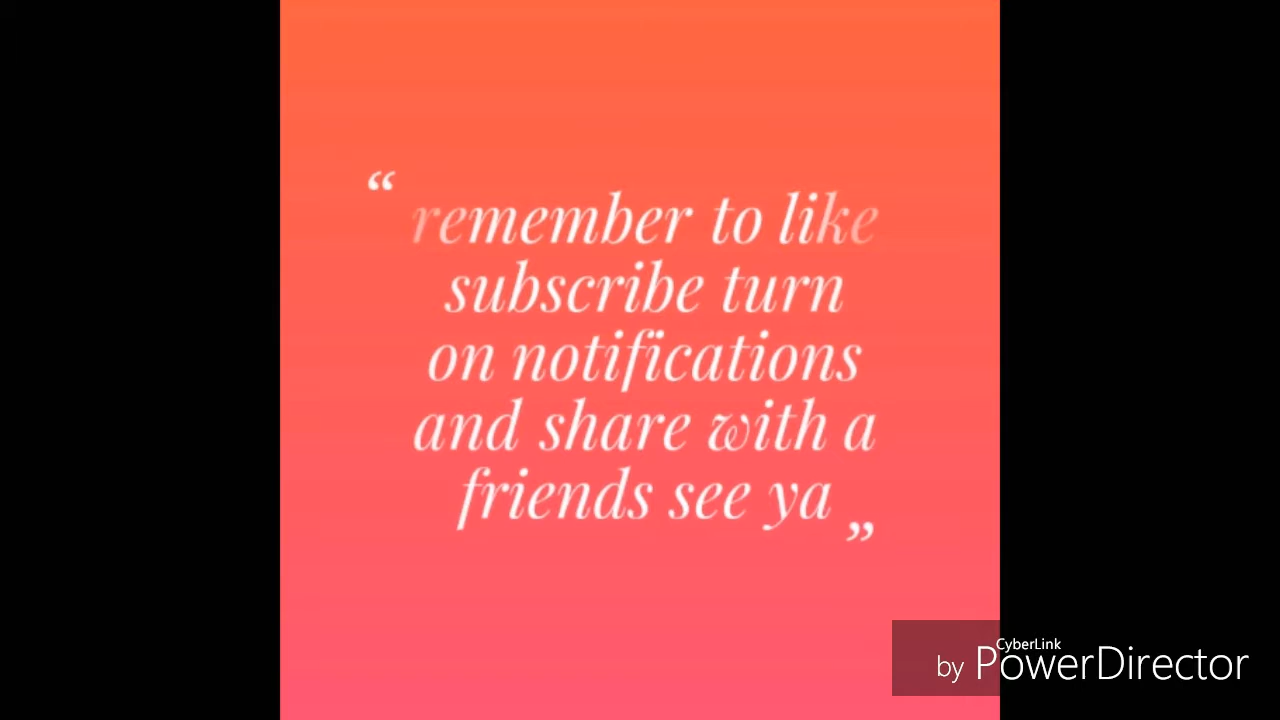 “ remember to like
subscribe turn
on notifications
and share with a
friends see ya ”
CyberLink
by PowerDirector